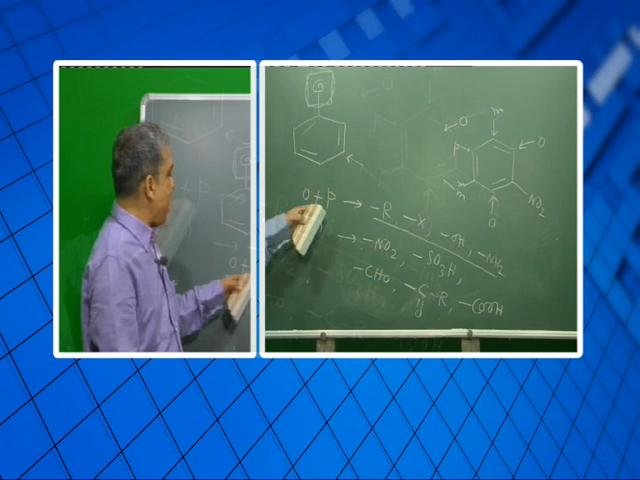 G
m
O
O
p
m
m
O
NO₂
O + P → –R, –X, –OH, –NH₂
→ –NO₂, –SO₃H,
–CHO, –C–R, –COOH